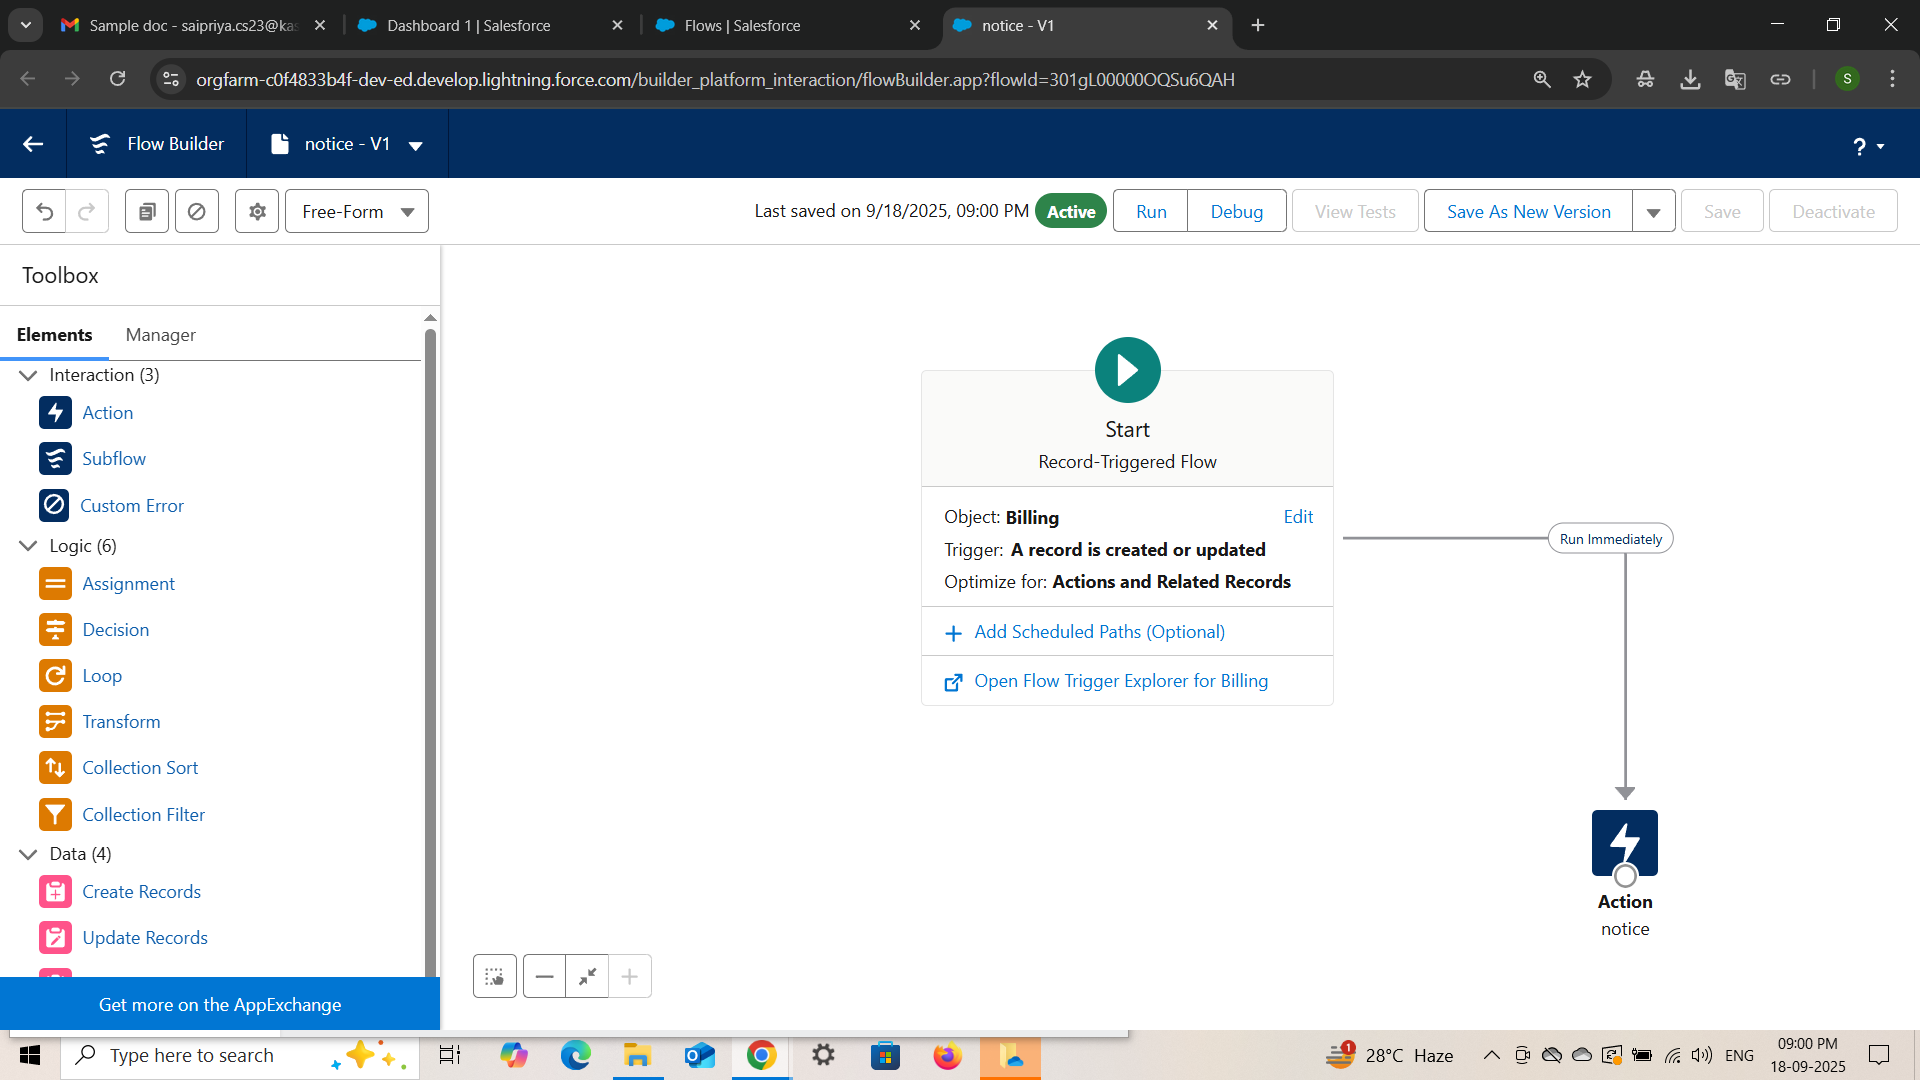 Sample doc - saipriya.cs23@kas
Dashboard 1 | Salesforce
Flows | Salesforce
notice - V1
orgfarm-c0f4833b4f-dev-ed.develop.lightning.force.com/builder_platform_interaction/flowBuilder.app?flowId=301gL00000OQSu6QAH
S
Flow Builder
notice - V1
?
Free-Form
Last saved on 9/18/2025, 09:00 PM
Active
Run
Debug
View Tests
Save As New Version
Save
Deactivate
Toolbox
Elements
Manager
Interaction (3)
Action
Subflow
Custom Error
Logic (6)
Assignment
Decision
Loop
Transform
Collection Sort
Collection Filter
Data (4)
Create Records
Update Records
Get more on the AppExchange
Start
Record-Triggered Flow
Object: Billing
Edit
Trigger: A record is created or updated
Optimize for: Actions and Related Records
Add Scheduled Paths (Optional)
Open Flow Trigger Explorer for Billing
Run Immediately
Action
notice
Type here to search
1
28°C Haze
ENG
09:00 PM
18-09-2025